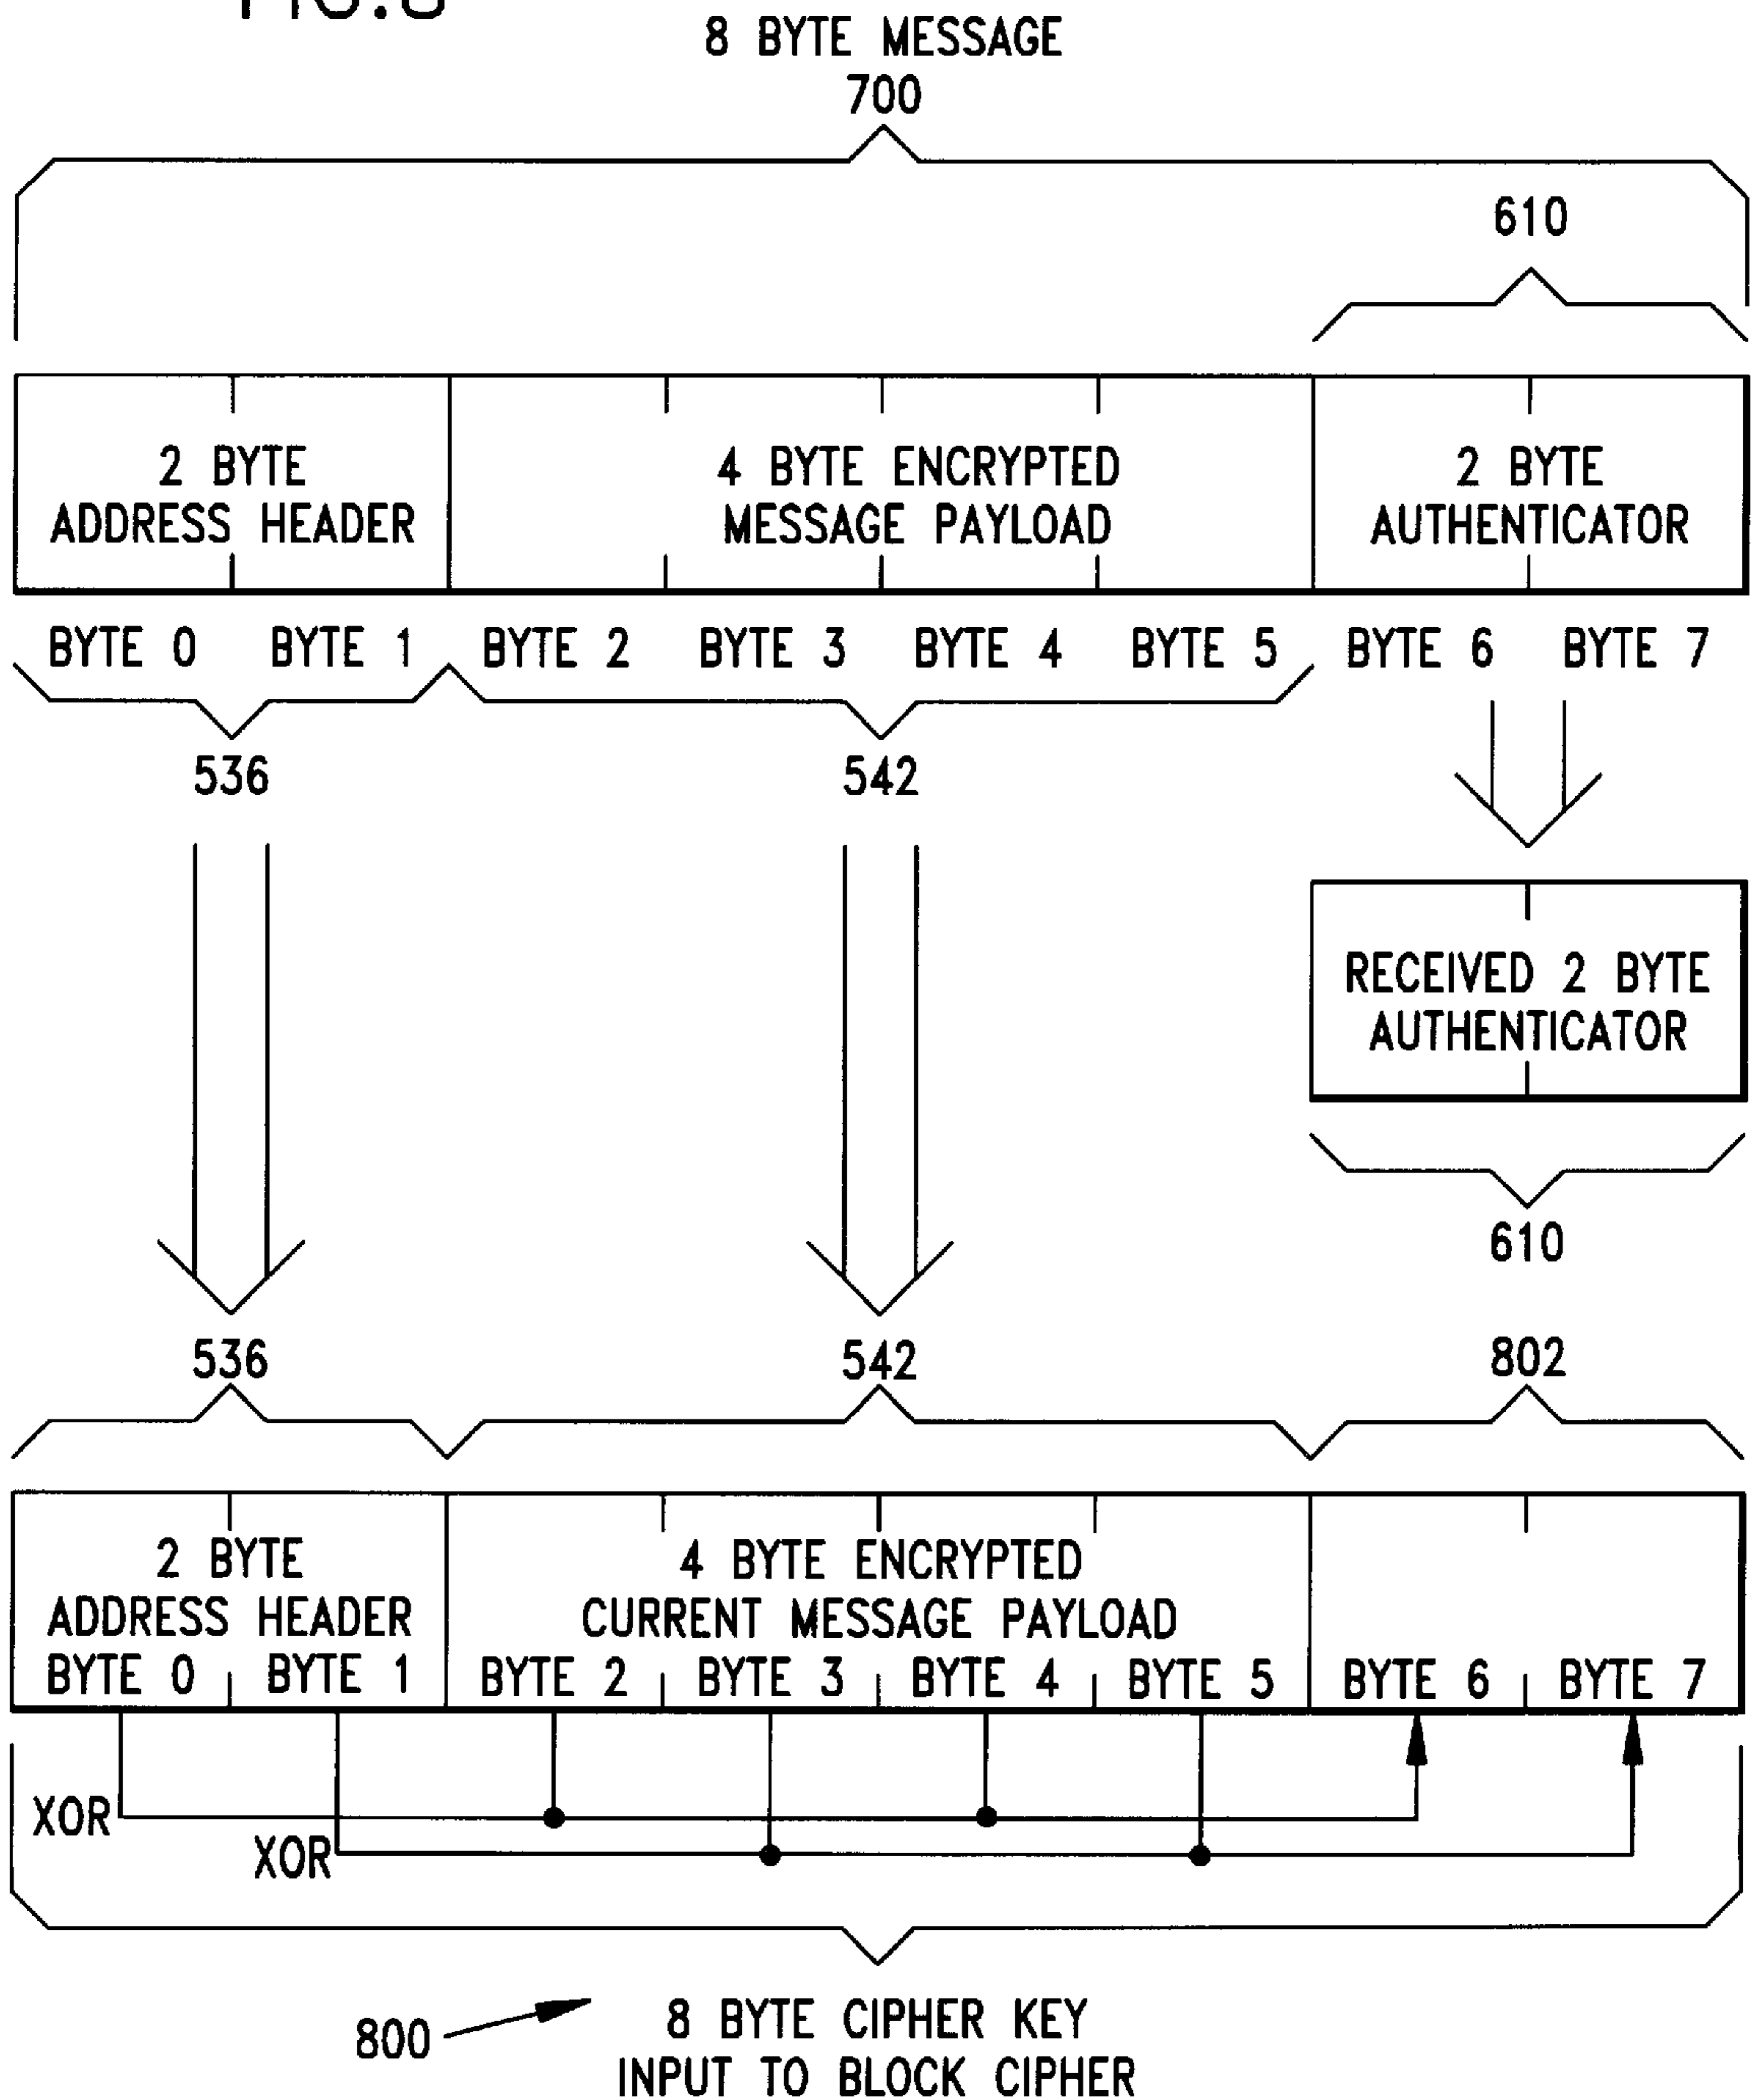 8 BYTE MESSAGE
700
610
2 BYTE
ADDRESS HEADER
4 BYTE ENCRYPTED
MESSAGE PAYLOAD
2 BYTE
AUTHENTICATOR
BYTE 0 BYTE 1 BYTE 2 BYTE 3 BYTE 4 BYTE 5 BYTE 6 BYTE 7
536
542
RECEIVED 2 BYTE
AUTHENTICATOR
610
536
542
802
2 BYTE
ADDRESS HEADER
4 BYTE ENCRYPTED
CURRENT MESSAGE PAYLOAD
BYTE 0 BYTE 1 BYTE 2 BYTE 3 BYTE 4 BYTE 5 BYTE 6 BYTE 7
XOR
XOR
800
8 BYTE CIPHER KEY
INPUT TO BLOCK CIPHER